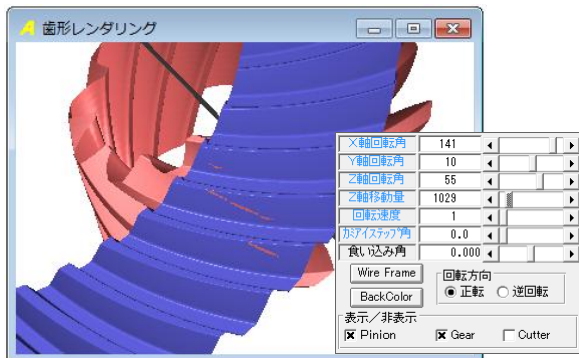 歯形レンダリング
X軸回転角 141
Y軸回転角 10
Z軸回転角 55
Z軸移動量 1029
回転速度 1
カミアイステップ角 0.0
食い込み角 0.000
Wire Frame
BackColor
回転方向
正転 逆回転
表示/非表示
Pinion Gear Cutter